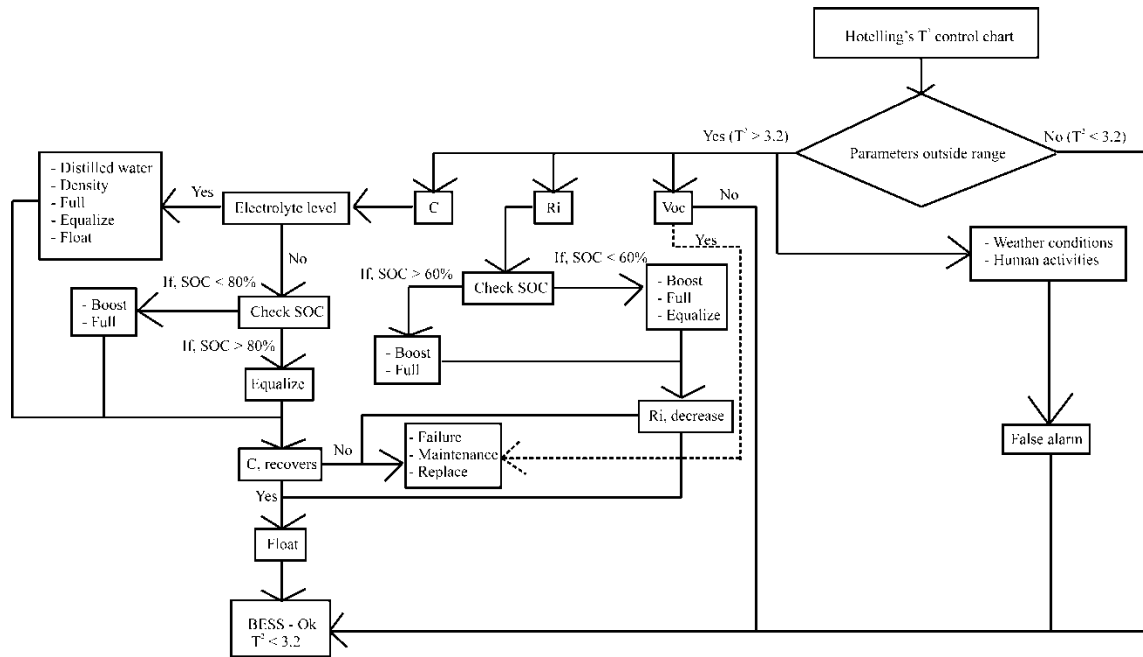 Hotelling's T² control chart
Yes (T² > 3.2)
No (T² < 3.2)
Parameters outside range
- Distilled water
- Density
- Full
- Equalize
- Float
Yes
Electrolyte level
C
Ri
Voc
No
Yes
- Weather conditions
- Human activities
No
If, SOC < 80%
- Boost
- Full
Check SOC
If, SOC > 80%
Equalize
If, SOC > 60%
Check SOC
If, SOC < 60%
- Boost
- Full
- Equalize
- Boost
- Full
Ri, decrease
False alarm
C, recovers
No
- Failure
- Maintenance
- Replace
Yes
Float
BESS - Ok
T² < 3.2